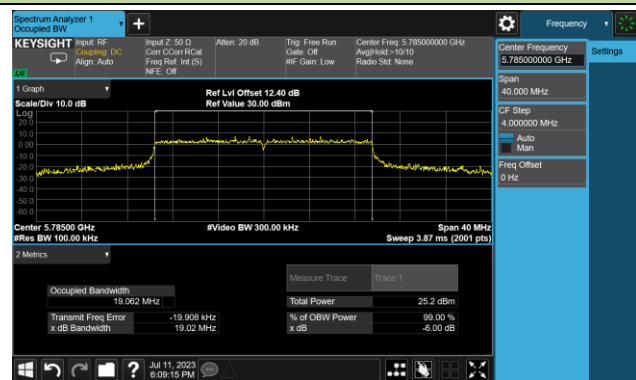 Spectrum Analyzer 1
Occupied BW
+
Frequency
KEYSIGHT
Input: RF
Coupling: DC
Align: Auto
Input Z: 50 Ω
Corr CCorr RCal
Freq Ref: Int (S)
NFE: Off
Atten: 20 dB
Trig: Free Run
Gate: Off
#IF Gain: Low
Center Freq: 5.785000000 GHz
Avg|Hold:>10/10
Radio Std: None
Center Frequency
5.785000000 GHz
Settings
Span
40.000 MHz
CF Step
4.000000 MHz
Auto
Man
Freq Offset
0 Hz
1 Graph
Scale/Div 10.0 dB
Ref Lvl Offset 12.40 dB
Ref Value 30.00 dBm
Log
20.0
10.0
0.00
-10.0
-20.0
-30.0
-40.0
-50.0
-60.0
Center 5.78500 GHz
#Video BW 300.00 kHz
Span 40 MHz
#Res BW 100.00 kHz
Sweep 3.87 ms (2001 pts)
2 Metrics
Measure Trace
Trace 1
Occupied Bandwidth
19.062 MHz
Total Power
25.2 dBm
Transmit Freq Error
-19.908 kHz
% of OBW Power
99.00 %
x dB Bandwidth
19.02 MHz
x dB
-6.00 dB
?
Jul 11, 2023
6:09:15 PM